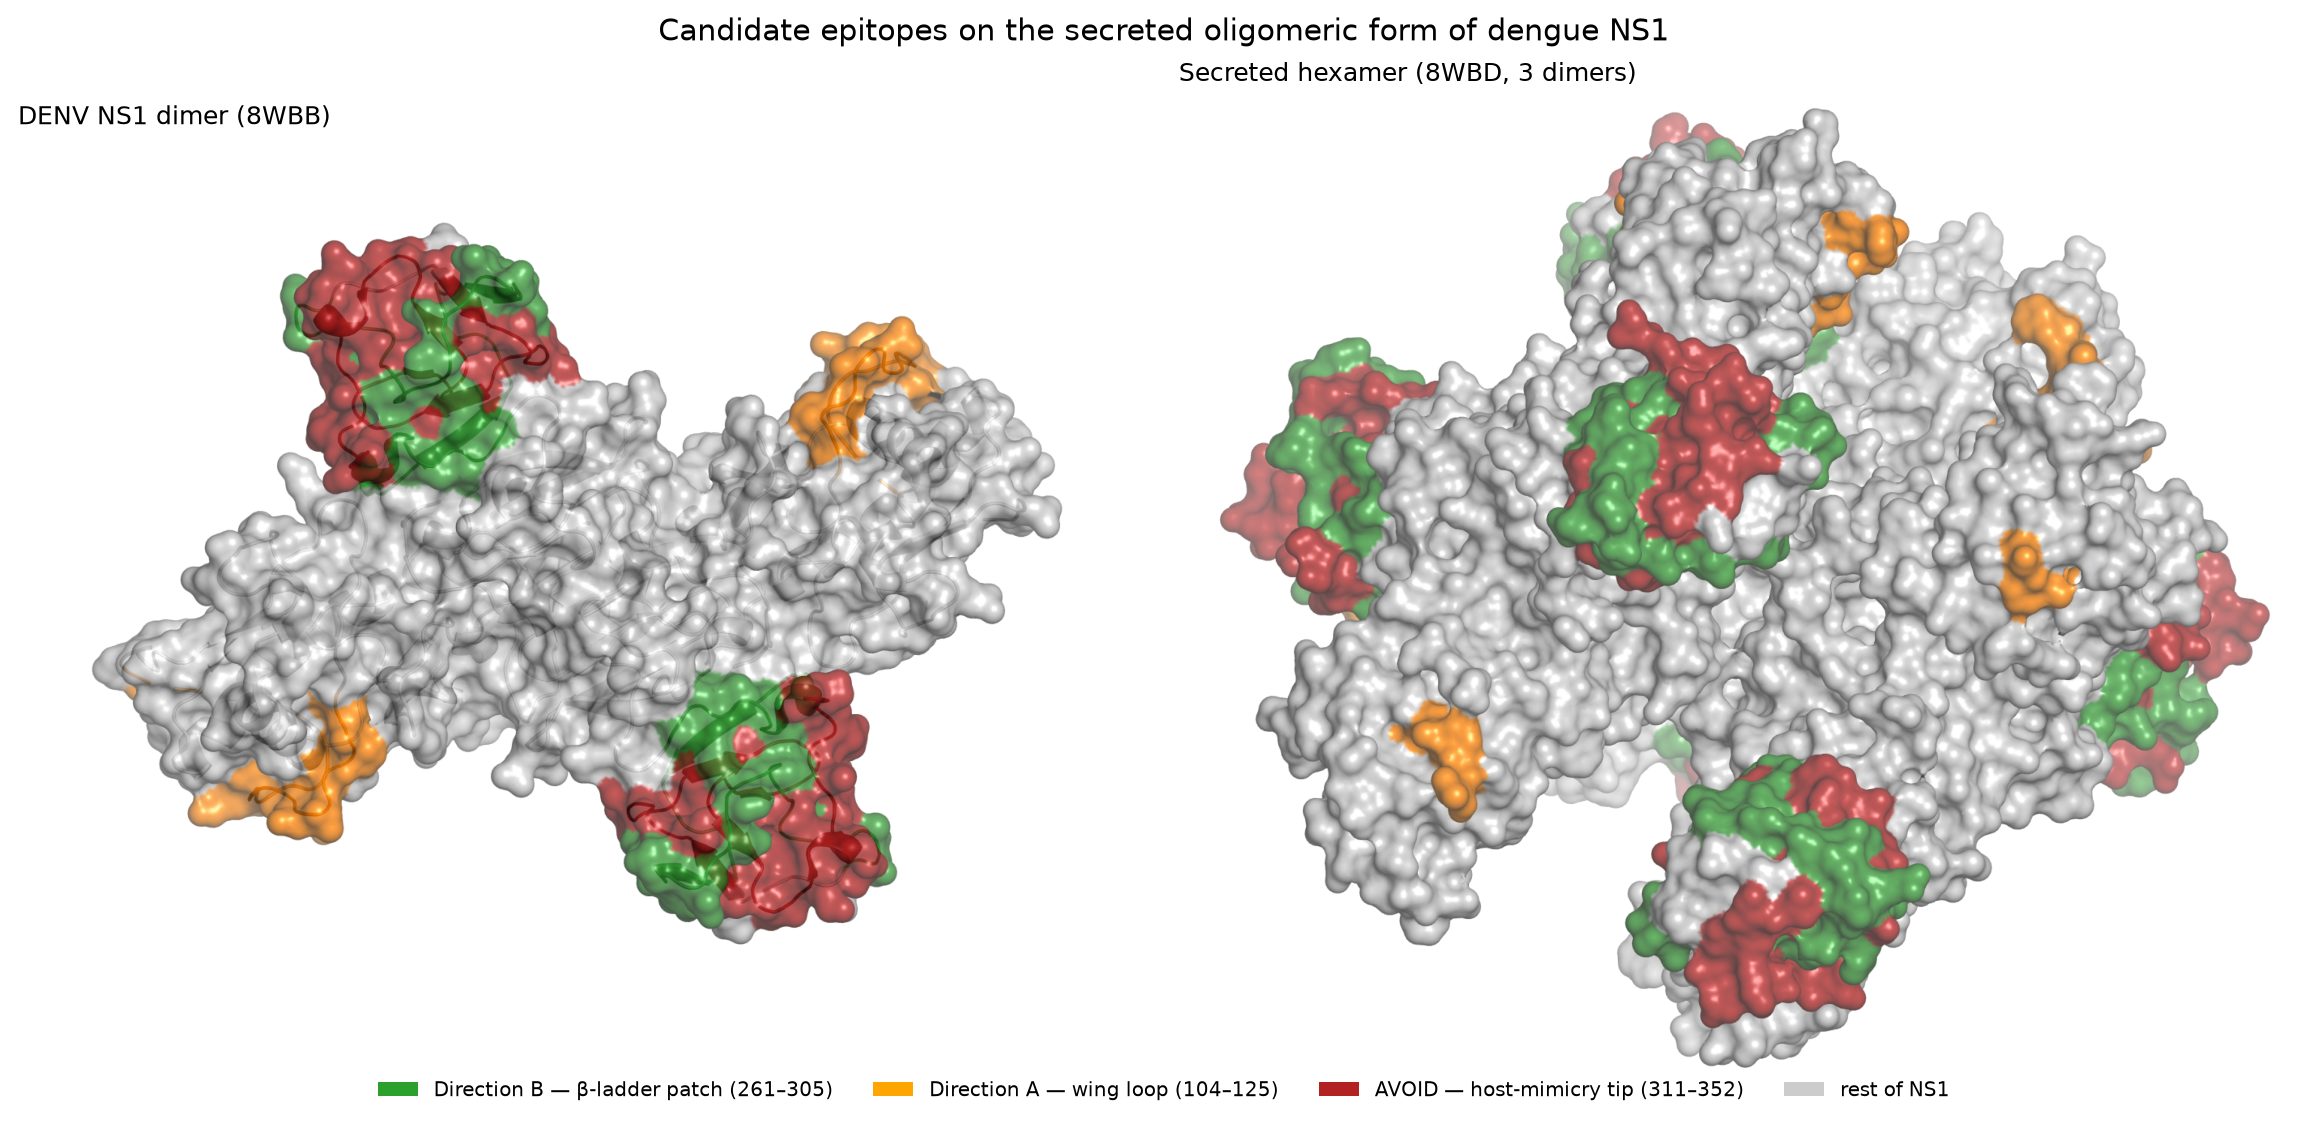 Candidate epitopes on the secreted oligomeric form of dengue NS1
Secreted hexamer (8WBD, 3 dimers)
DENV NS1 dimer (8WBB)
Direction B — β-ladder patch (261–305)
Direction A — wing loop (104–125)
AVOID — host-mimicry tip (311–352)
rest of NS1